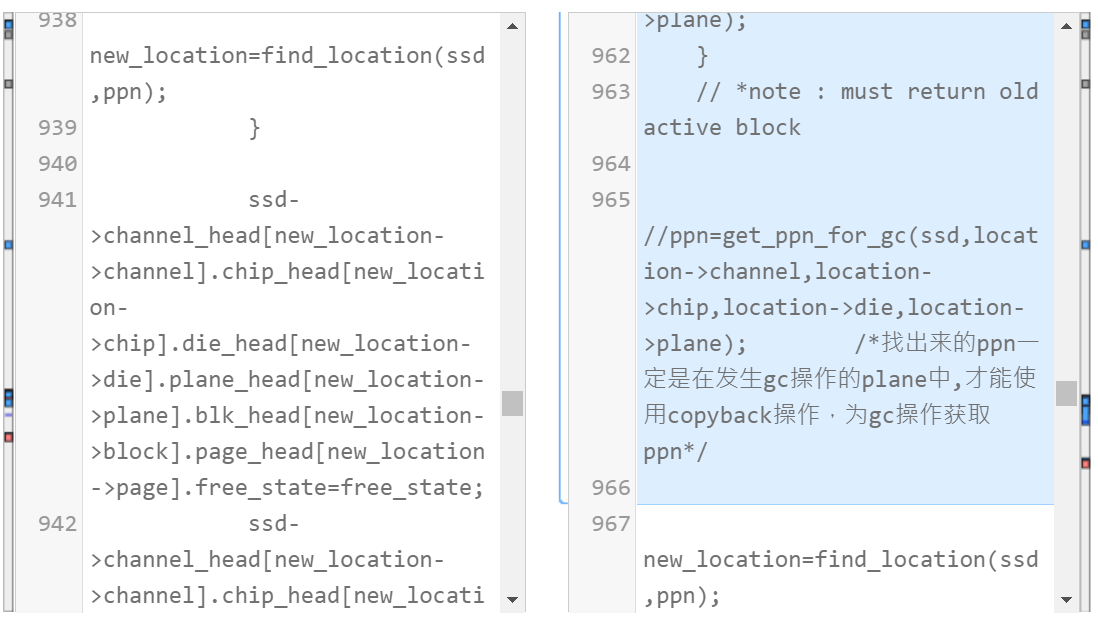 938
new_location=find_location(ssd
,ppn);
939 }
940
941 ssd-
>channel_head[new_location-
>channel].chip_head[new_locati
on-
>chip].die_head[new_location-
>die].plane_head[new_location-
>plane].blk_head[new_location-
>block].page_head[new_location
->page].free_state=free_state;
942 ssd-
>channel_head[new_location-
>channel].chip_head[new_locati
>plane);
962 }
963 // *note : must return old
active block
964
965
//ppn=get_ppn_for_gc(ssd,locat
ion->channel,location-
>chip,location->die,location-
>plane); /*找出来的ppn一
定是在发生gc操作的plane中,才能使
用copyback操作，为gc操作获取
ppn*/
966
967
new_location=find_location(ssd
,ppn);